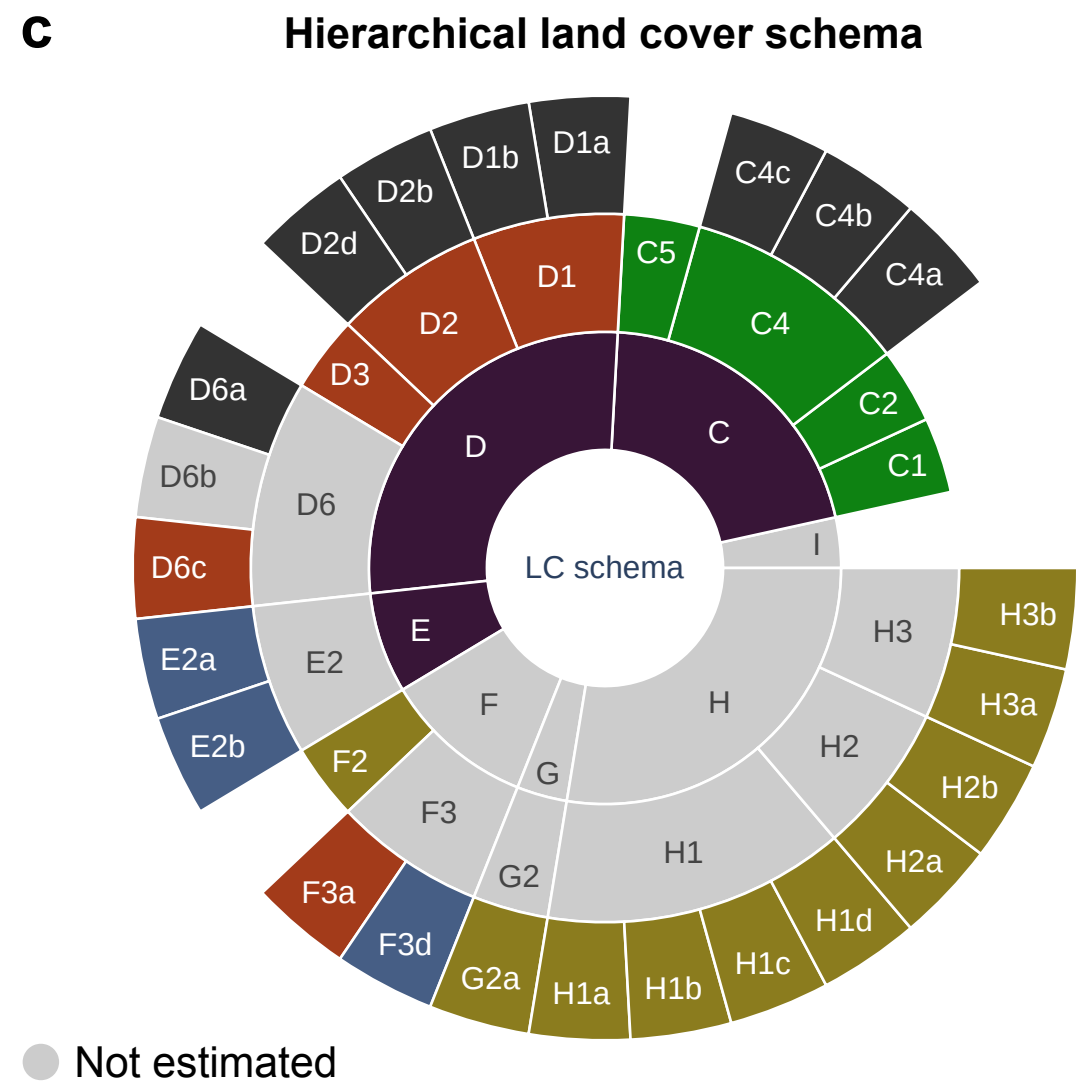 c
Hierarchical land cover schema
D1a
D1b
D2b
D2d
C4c
C4b
C4a
C5
D1
D2
D3
C4
C2
C1
D6a
D6b
D6c
D6
D
C
I
LC schema
E
E2
E2a
E2b
F
F2
F3
F3a
F3d
G
G2
G2a
H
H1
H1a
H1b
H1c
H1d
H2
H2a
H2b
H3
H3a
H3b
Not estimated